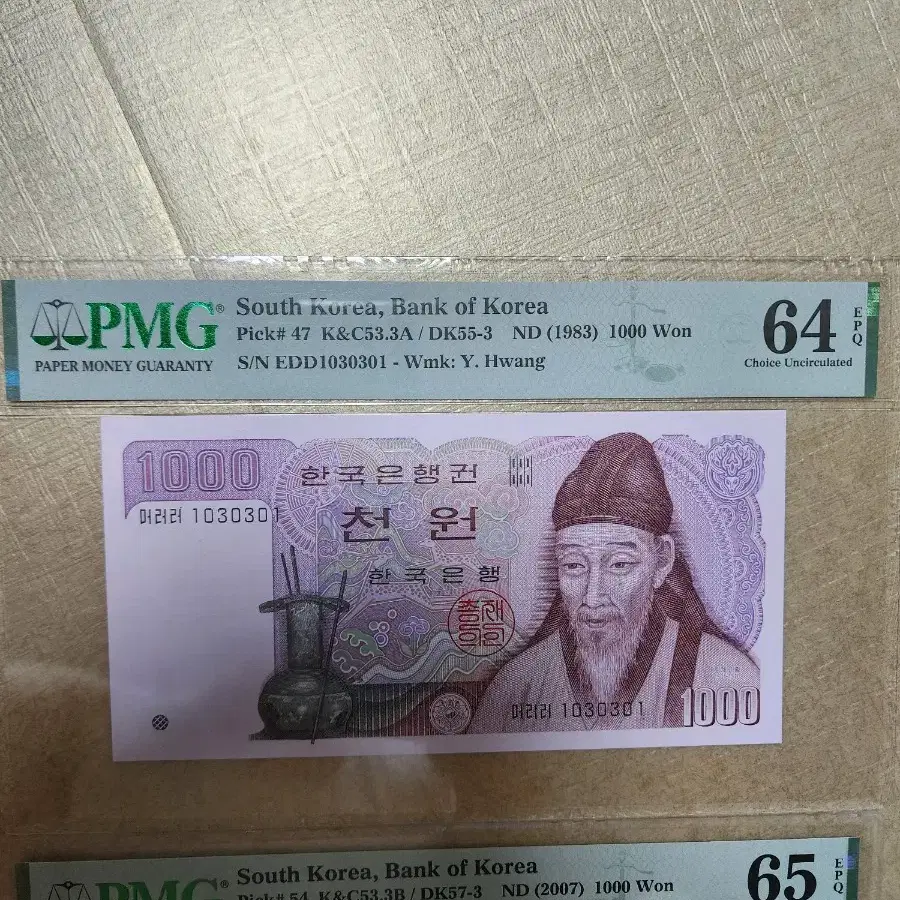 PMG®
PAPER MONEY GUARANTY
South Korea, Bank of Korea
Pick# 47 K&C53.3A / DK55-3 ND (1983) 1000 Won
S/N EDD1030301 - Wmk: Y. Hwang
64
EPQ
Choice Uncirculated
1000
한국은행권
머러러 1030301
천 원
한국은행
총재의인
머러러 1030301
1000
PMG®
South Korea, Bank of Korea
Pick# 54 K&C53.3B / DK57-3 ND (2007) 1000 Won
65
EPQ